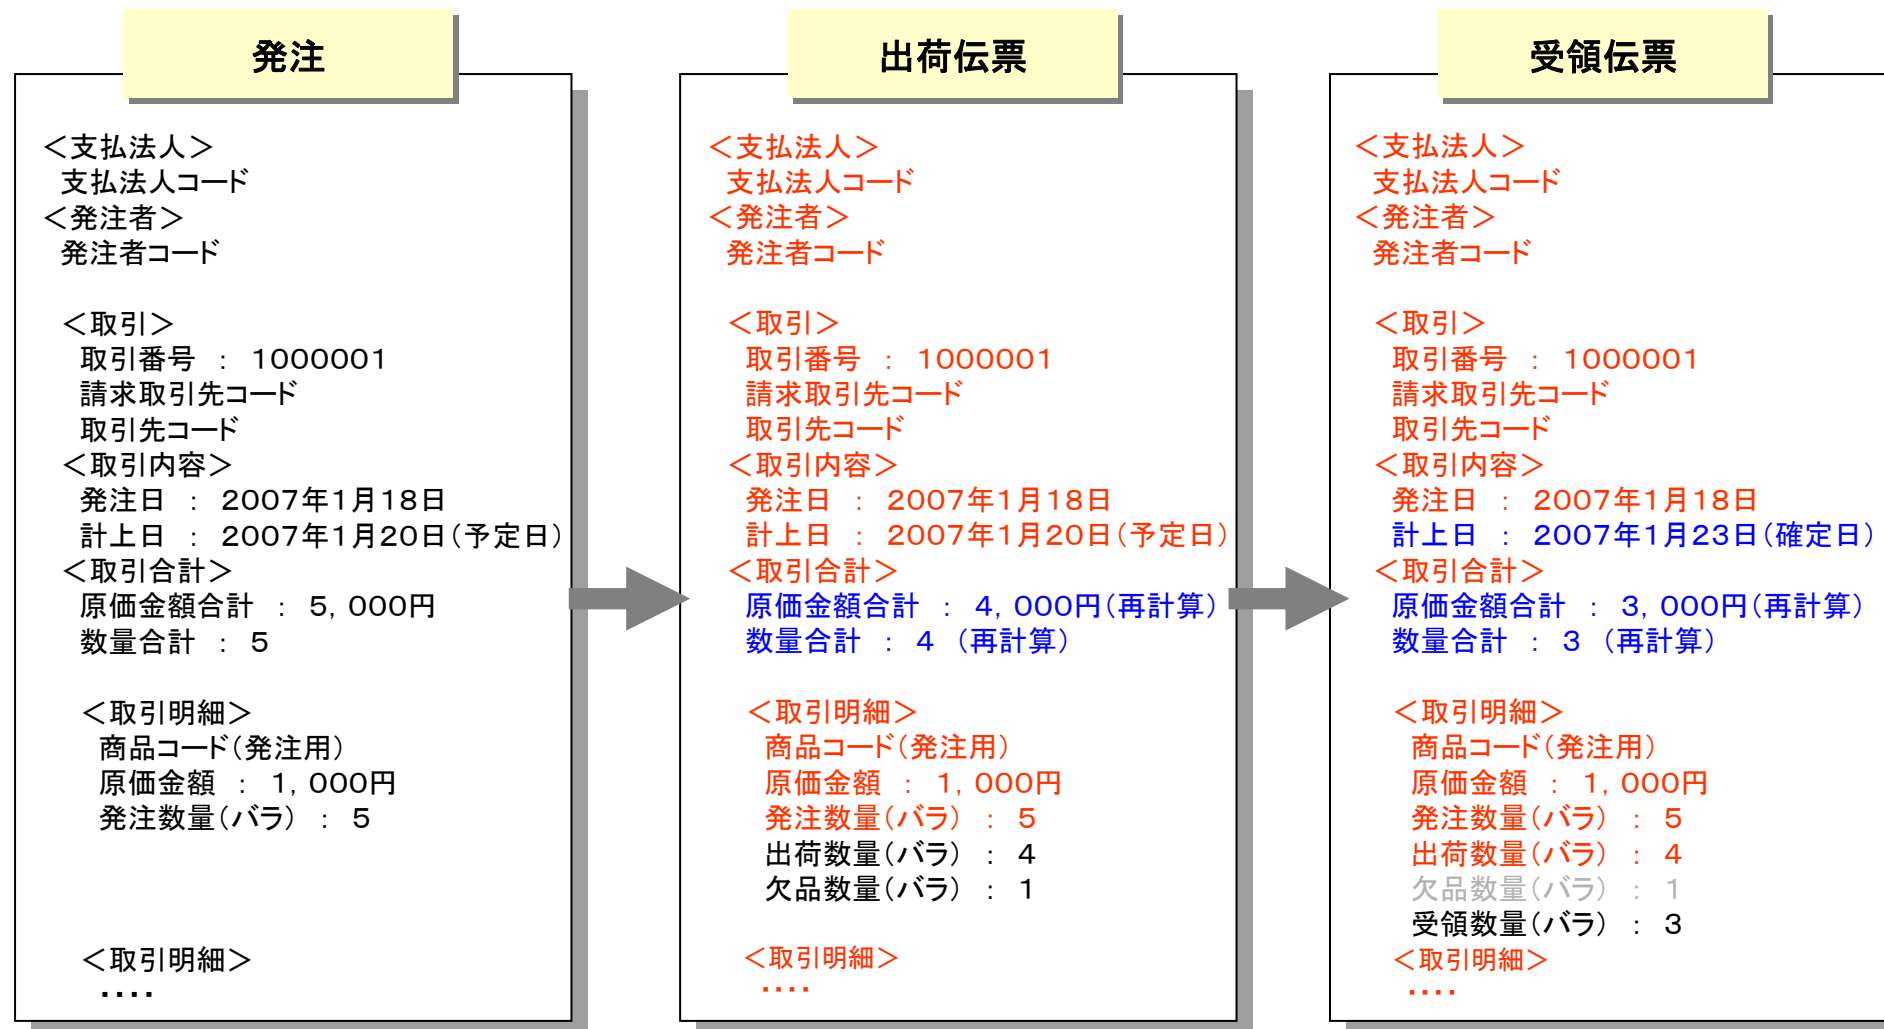 発注
＜支払法人＞
支払法人コード
＜発注者＞
発注者コード
＜取引＞
取引番号　：　1000001
請求取引先コード
取引先コード
＜取引内容＞
発注日　：　2007年1月18日
計上日　：　2007年1月20日（予定日）
＜取引合計＞
原価金額合計　：　5，000円
数量合計　：　5
＜取引明細＞
商品コード（発注用）
原価金額　：　1，000円
発注数量（バラ）　：　5
＜取引明細＞
・・・・
出荷伝票
＜支払法人＞
支払法人コード
＜発注者＞
発注者コード
＜取引＞
取引番号　：　1000001
請求取引先コード
取引先コード
＜取引内容＞
発注日　：　2007年1月18日
計上日　：　2007年1月20日（予定日）
＜取引合計＞
原価金額合計　：　4，000円（再計算）
数量合計　：　4　（再計算）
＜取引明細＞
商品コード（発注用）
原価金額　：　1，000円
発注数量（バラ）　：　5
出荷数量（バラ）　：　4
欠品数量（バラ）　：　1
＜取引明細＞
・・・・
受領伝票
＜支払法人＞
支払法人コード
＜発注者＞
発注者コード
＜取引＞
取引番号　：　1000001
請求取引先コード
取引先コード
＜取引内容＞
発注日　：　2007年1月18日
計上日　：　2007年1月23日（確定日）
＜取引合計＞
原価金額合計　：　3，000円（再計算）
数量合計　：　3　（再計算）
＜取引明細＞
商品コード（発注用）
原価金額　：　1，000円
発注数量（バラ）　：　5
出荷数量（バラ）　：　4
欠品数量（バラ）　：　1
受領数量（バラ）　：　3
＜取引明細＞
・・・・